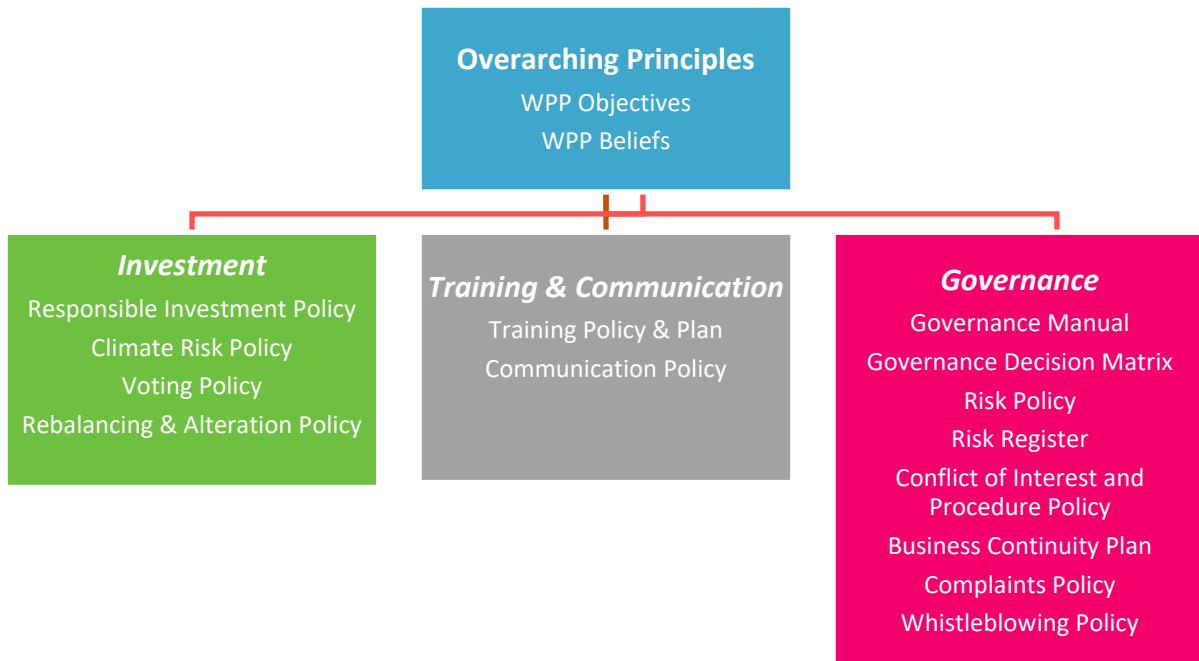 Overarching Principles
WPP Objectives
WPP Beliefs
Investment
Responsible Investment Policy
Climate Risk Policy
Voting Policy
Rebalancing & Alteration Policy
Training & Communication
Training Policy & Plan
Communication Policy
Governance
Governance Manual
Governance Decision Matrix
Risk Policy
Risk Register
Conflict of Interest and
Procedure Policy
Business Continuity Plan
Complaints Policy
Whistleblowing Policy